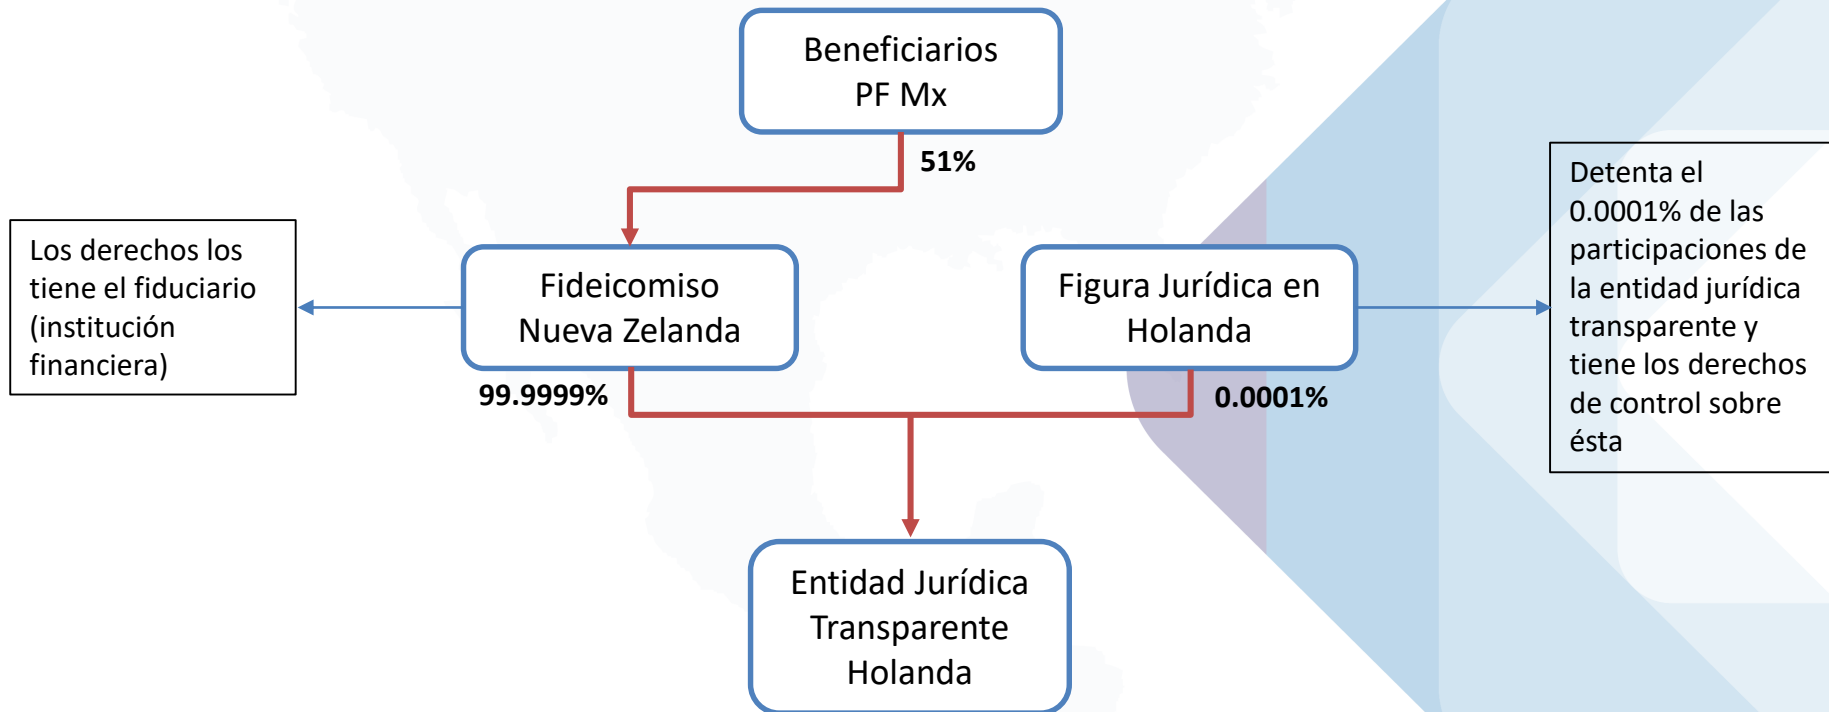 Beneficiarios
PF Mx
51%
Los derechos los
tiene el fiduciario
(institución
financiera)
Fideicomiso
Nueva Zelanda
Figura Jurídica en
Holanda
Detenta el
0.0001% de las
participaciones de
la entidad jurídica
transparente y
tiene los derechos
de control sobre
ésta
99.9999%
0.0001%
Entidad Jurídica
Transparente
Holanda